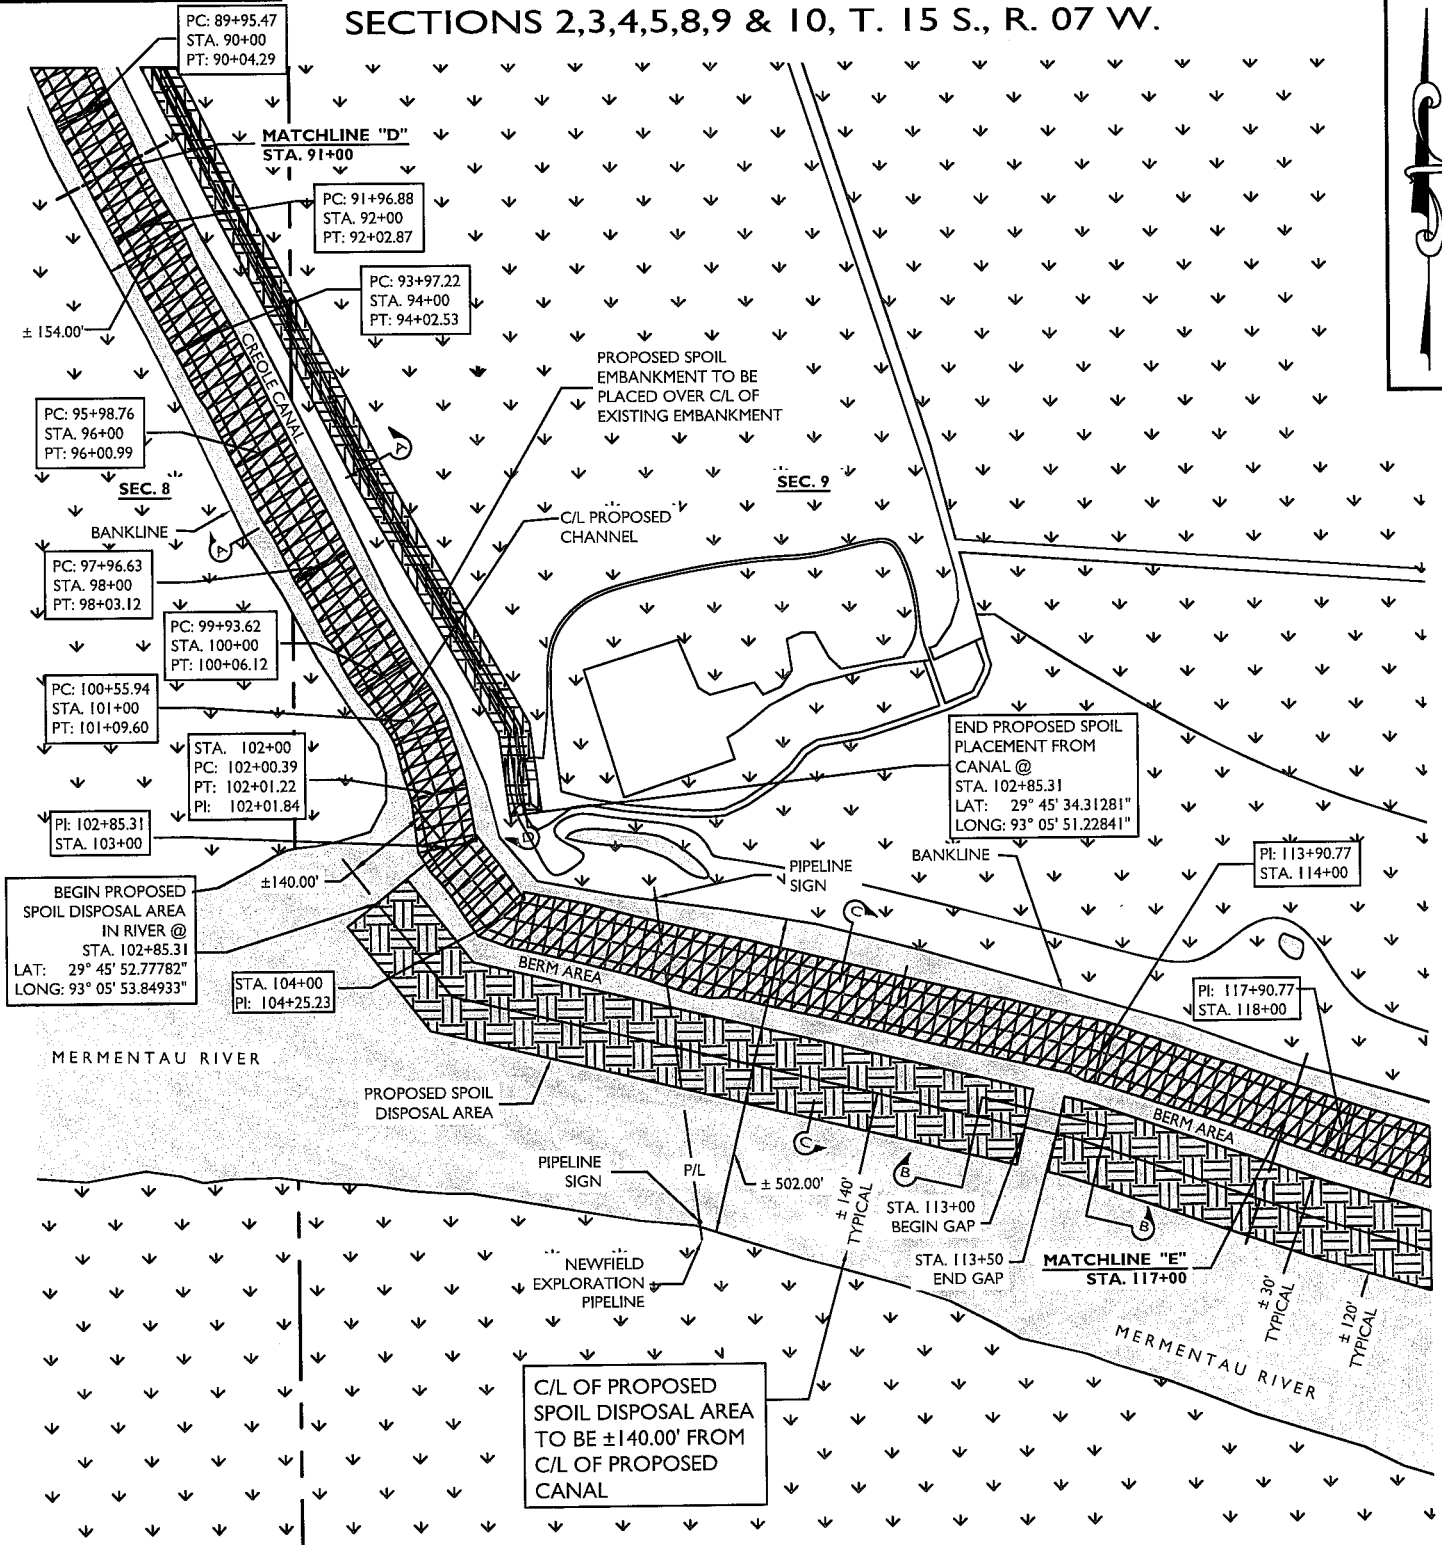 SECTIONS 2,3,4,5,8,9 & 10, T. 15 S., R. 07 W.
PC: 89+95.47
STA. 90+00
PT: 90+04.29
MATCHLINE "D"
STA. 91+00
PC: 91+96.88
STA. 92+00
PT: 92+02.87
PC: 93+97.22
STA. 94+00
PT: 94+02.53
± 154.00'
CREOLE CANAL
PROPOSED SPOIL
EMBANKMENT TO BE
PLACED OVER C/L OF
EXISTING EMBANKMENT
PC: 95+98.76
STA. 96+00
PT: 96+00.99
A
SEC. 8
SEC. 9
BANKLINE
A
C/L PROPOSED
CHANNEL
PC: 97+96.63
STA. 98+00
PT: 98+03.12
PC: 99+93.62
STA. 100+00
PT: 100+06.12
PC: 100+55.94
STA. 101+00
PT: 101+09.60
STA. 102+00
PC: 102+00.39
PT: 102+01.22
PI: 102+01.84
END PROPOSED SPOIL
PLACEMENT FROM
CANAL @
STA. 102+85.31
LAT: 29° 45' 34.31281"
LONG: 93° 05' 51.22841"
PI: 102+85.31
STA. 103+00
D
±140.00'
PIPELINE
SIGN
BANKLINE
PI: 113+90.77
STA. 114+00
BEGIN PROPOSED
SPOIL DISPOSAL AREA
IN RIVER @
STA. 102+85.31
LAT: 29° 45' 52.77782"
LONG: 93° 05' 53.84933"
C
STA. 104+00
PI: 104+25.23
BERM AREA
PI: 117+90.77
STA. 118+00
MERMENTAU RIVER
PROPOSED SPOIL
DISPOSAL AREA
BERM AREA
C
PIPELINE
SIGN
P/L
± 502.00'
± 140'
TYPICAL
B
STA. 113+00
BEGIN GAP
B
STA. 113+50
END GAP
MATCHLINE "E"
STA. 117+00
NEWFIELD
EXPLORATION
PIPELINE
± 30'
TYPICAL
± 120'
TYPICAL
MERMENTAU RIVER
C/L OF PROPOSED
SPOIL DISPOSAL AREA
TO BE ±140.00' FROM
C/L OF PROPOSED
CANAL